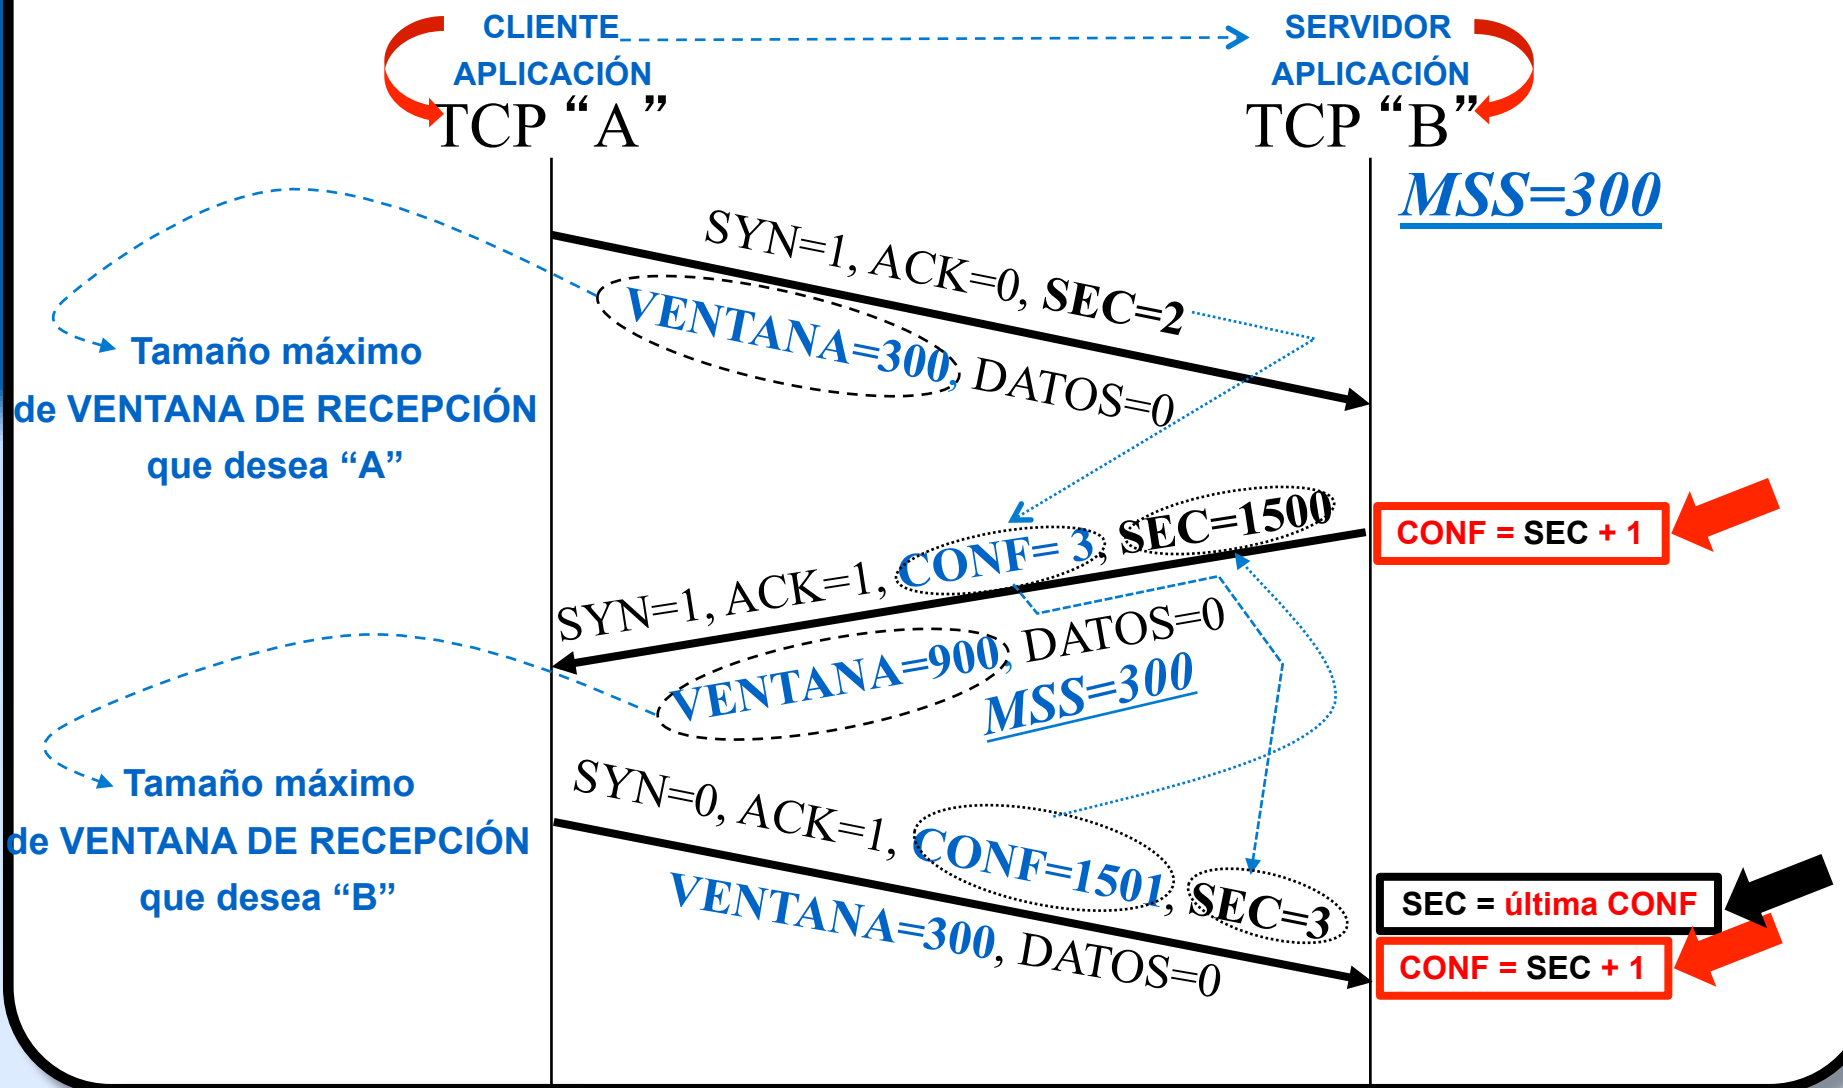 CLIENTE
APLICACIÓN
TCP “A”
SERVIDOR
APLICACIÓN
TCP “B”
MSS=300
SYN=1, ACK=0, SEC=2
VENTANA=300, DATOS=0
Tamaño máximo
de VENTANA DE RECEPCIÓN
que desea “A”
SYN=1, ACK=1, CONF= 3, SEC=1500
CONF = SEC + 1
VENTANA=900, DATOS=0
MSS=300
Tamaño máximo
de VENTANA DE RECEPCIÓN
que desea “B”
SYN=0, ACK=1, CONF=1501, SEC=3
VENTANA=300, DATOS=0
SEC = última CONF
CONF = SEC + 1